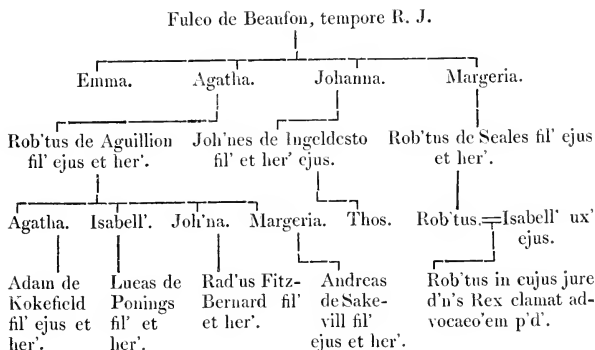 Fulco de Beaufon, tempore R. J.
Emma. Agatha. Johanna. Margeria.
Rob'tus de Aguillion Joh'nes de Ingeldesto Rob'tus de Scales fil' ejus
fil' ejus et her'. fil' et her' ejus. et her'.
Agatha. Isabell'. Joh'na. Margeria. Thos. Rob'tus.=Isabell' ux'
ejus.
Adam de Lucas de Rad'us Fitz- Andreas Rob'tus in cujus jure
Kokefield Ponings Bernard fil' de Sake- d'n's Rex clamat ad-
fil' ejus et fil' et et her'. vill fil' vocac'o'em p'd'.
her'. her'. ejus et her'.